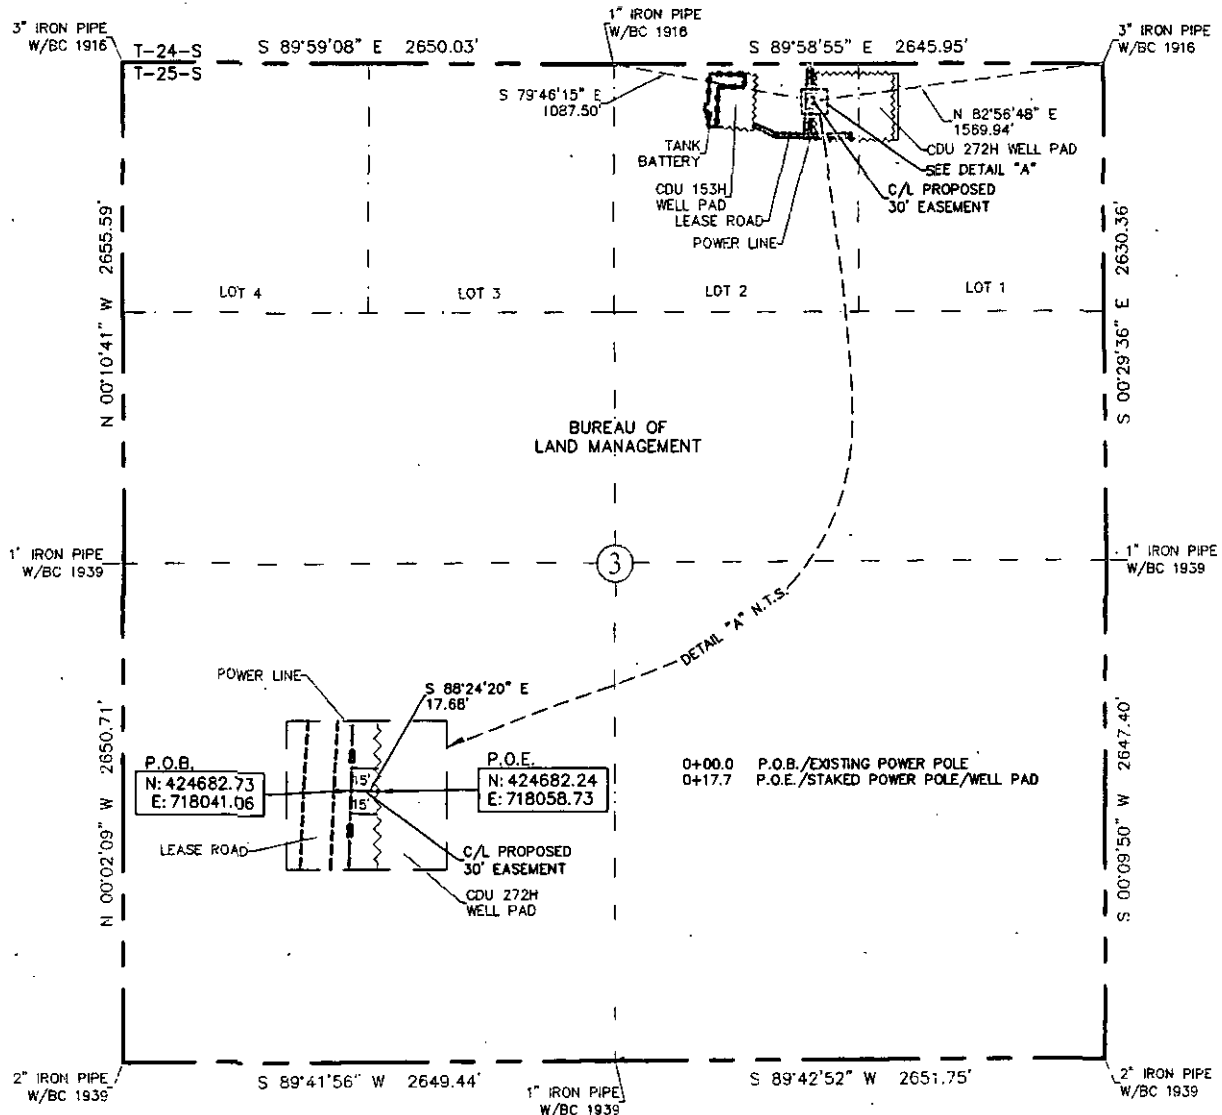 3" IRON PIPE
W/BC 1916
1" IRON PIPE
W/BC 1916
3" IRON PIPE
W/BC 1916
T-24-S
T-25-S
S 89°59'08" E 2650.03'
S 89°58'55" E 2645.95'
S 79°46'15" E
1087.50'
N 82°56'48" E
1569.94'
TANK
BATTERY
CDU 272H WELL PAD
SEE DETAIL "A"
CDU 153H
WELL PAD
C/L PROPOSED
30' EASEMENT
LEASE ROAD
POWER LINE
N 00°10'41" W 2655.59'
S 00°29'36" E 2630.36'
LOT 4
LOT 3
LOT 2
LOT 1
BUREAU OF
LAND MANAGEMENT
1" IRON PIPE
W/BC 1939
3
1" IRON PIPE
W/BC 1939
DETAIL "A" N.T.S.
POWER LINE
S 88°24'20" E
17.68'
N 00°02'09" W 2650.71'
S 00°09'50" W 2647.40'
P.O.B.
N: 424682.73
E: 718041.06
15'
15'
P.O.E.
N: 424682.24
E: 718058.73
0+00.0 P.O.B./EXISTING POWER POLE
0+17.7 P.O.E./STAKED POWER POLE/WELL PAD
LEASE ROAD
C/L PROPOSED
30' EASEMENT
CDU 272H
WELL PAD
2" IRON PIPE
W/BC 1939
S 89°41'56" W 2649.44'
1" IRON PIPE
W/BC 1939
S 89°42'52" W 2651.75'
2" IRON PIPE
W/BC 1939